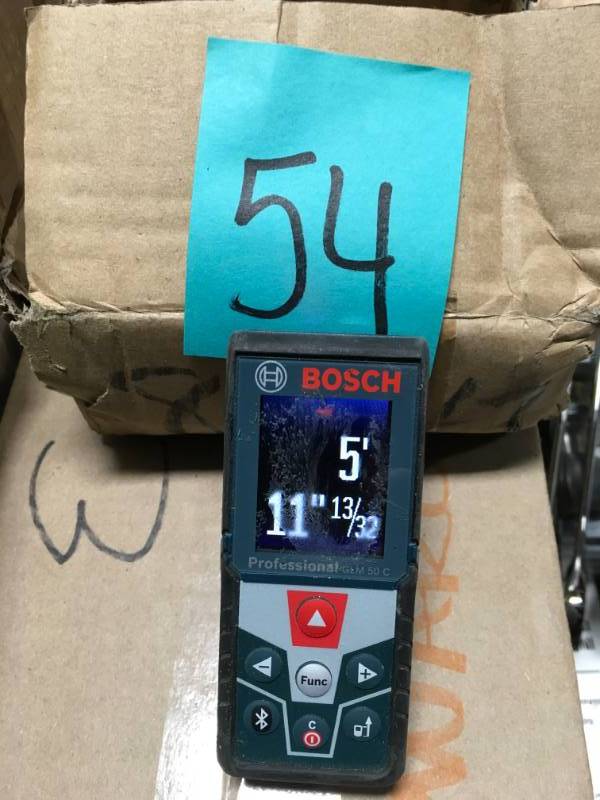 54
BOSCH
5'
11" 13/32
Professional GLM 50 C
Func
C